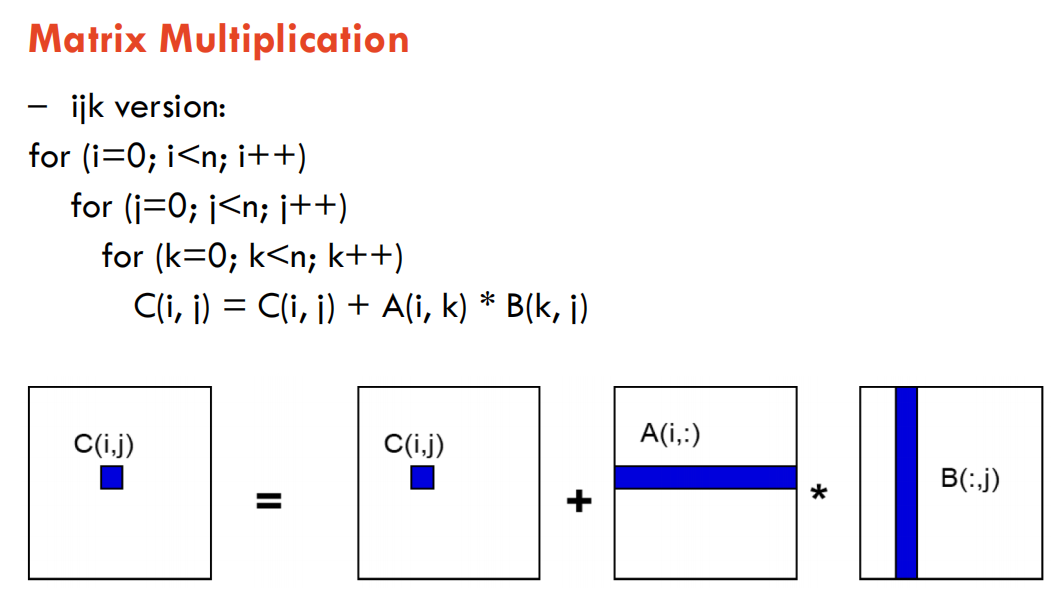 Matrix Multiplication
– ijk version:
for (i=0; i<n; i++)
for (j=0; j<n; j++)
for (k=0; k<n; k++)
C(i, j) = C(i, j) + A(i, k) * B(k, j)
C(i,j)
=
C(i,j)
+
A(i,:)
*
B(:,j)